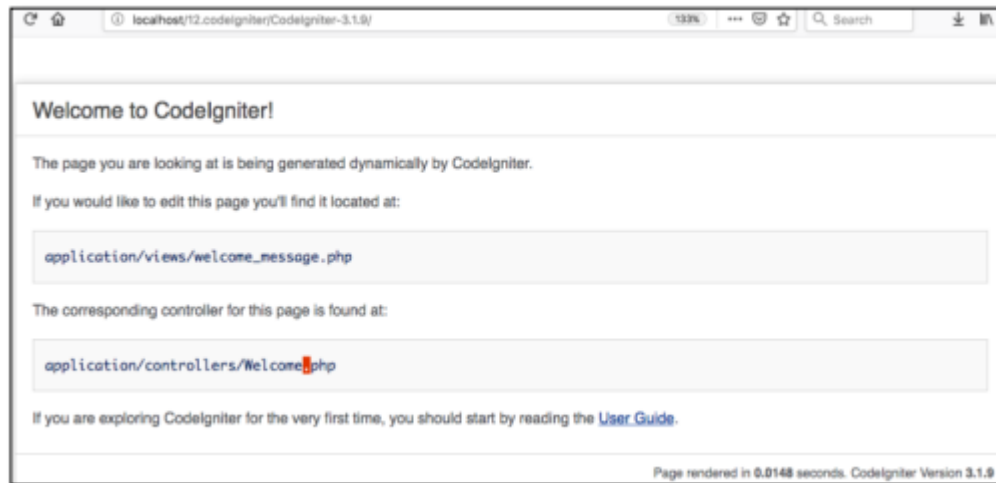 localhost/12.codeIgniter/CodeIgniter-3.1.9/ 133% ... Search
Welcome to CodeIgniter!
The page you are looking at is being generated dynamically by CodeIgniter.
If you would like to edit this page you'll find it located at:
application/views/welcome_message.php
The corresponding controller for this page is found at:
application/controllers/Welcome.php
If you are exploring CodeIgniter for the very first time, you should start by reading the User Guide.
Page rendered in 0.0148 seconds. CodeIgniter Version 3.1.9